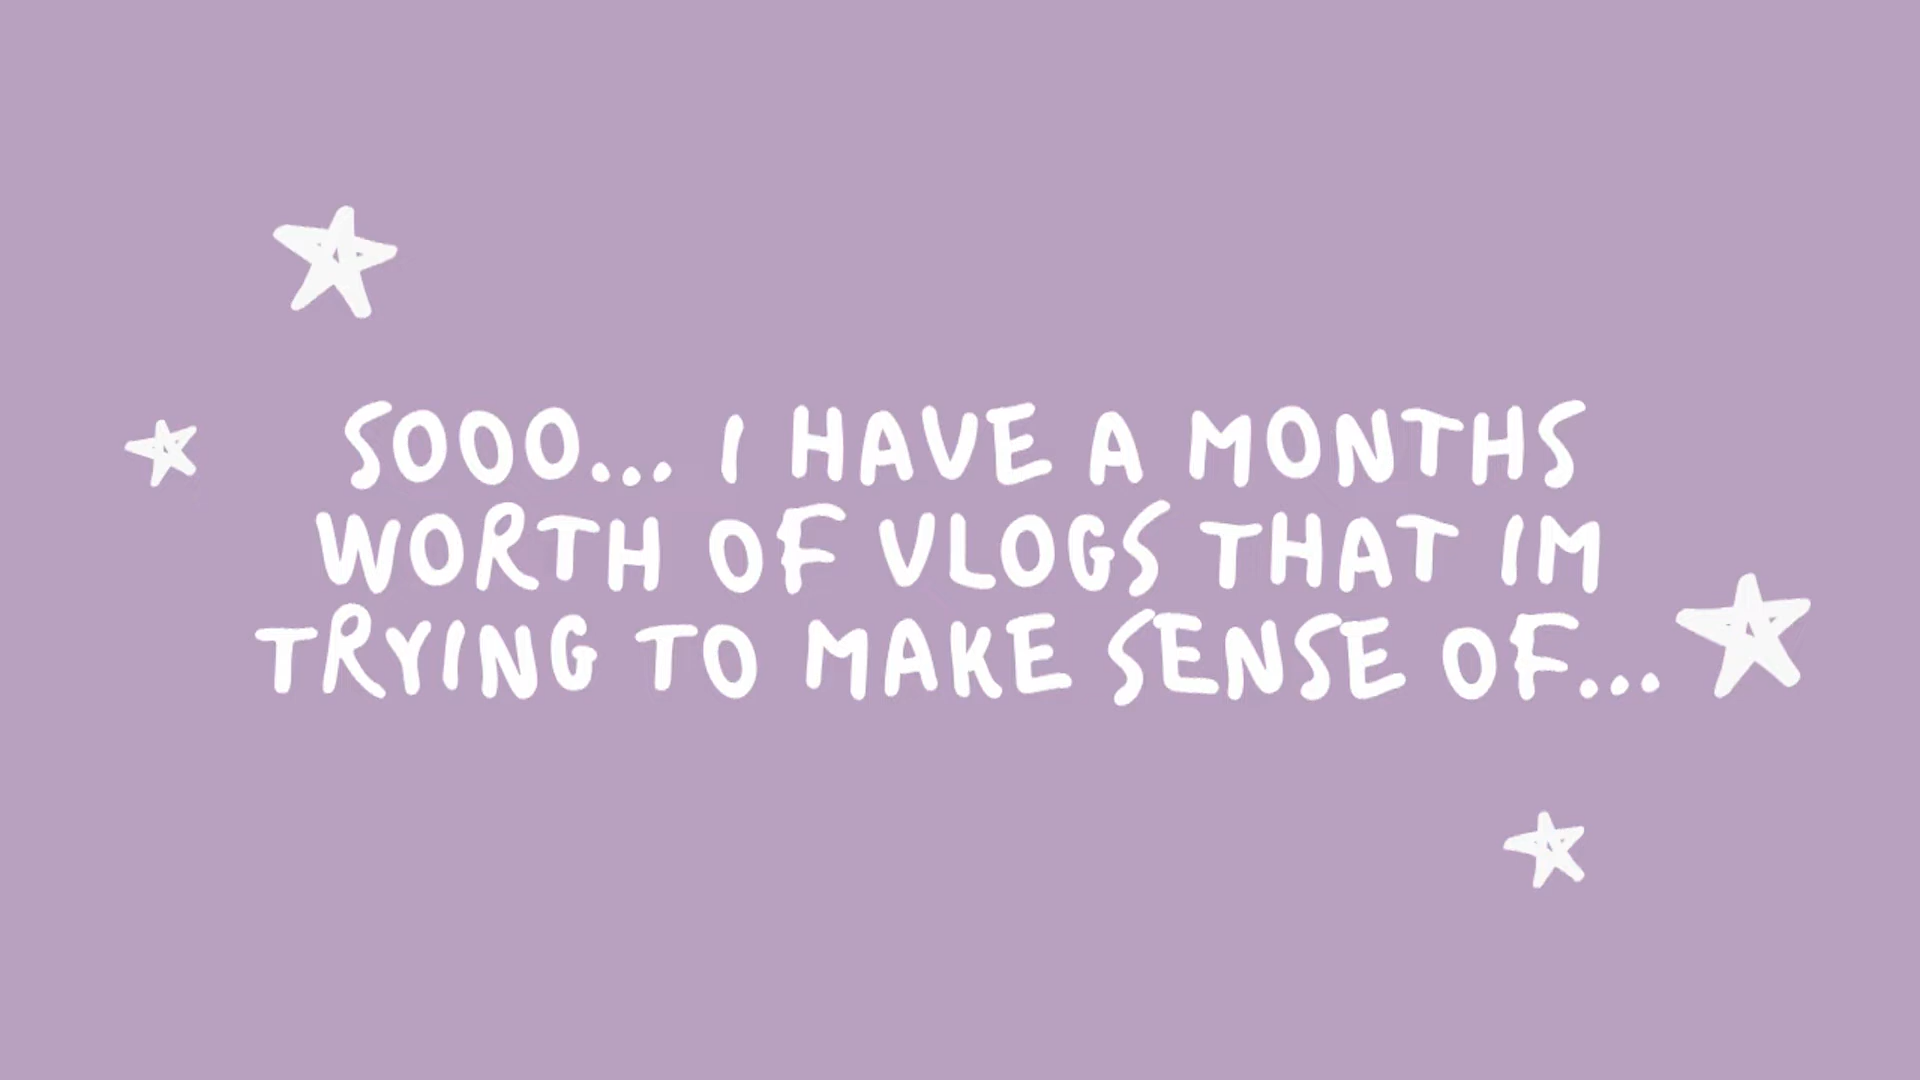 SOOO... I HAVE A MONTHS
WORTH OF VLOGS THAT IM
TRYING TO MAKE SENSE OF...